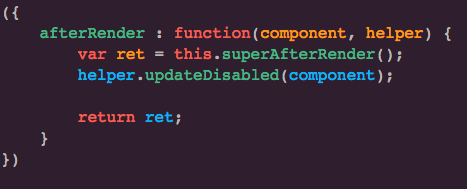 ({
    afterRender : function(component, helper) {
        var ret = this.superAfterRender();
        helper.updateDisabled(component);

        return ret;
    }
})